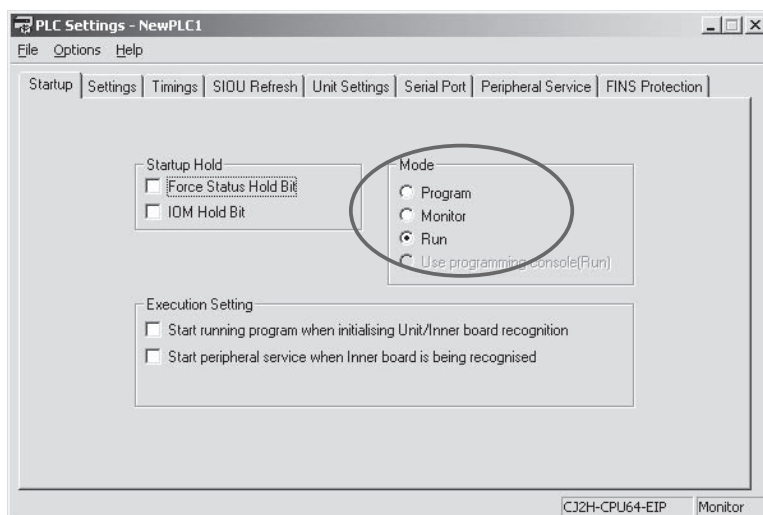 PLC Settings - NewPLC1
File Options Help
Startup Settings Timings SIOU Refresh Unit Settings Serial Port Peripheral Service FINS Protection
Startup Hold
Force Status Hold Bit
IOM Hold Bit
Mode
Program
Monitor
Run
Use programming console(Run)
Execution Setting
Start running program when initialising Unit/Inner board recognition
Start peripheral service when Inner board is being recognised
CJ2H-CPU64-EIP Monitor